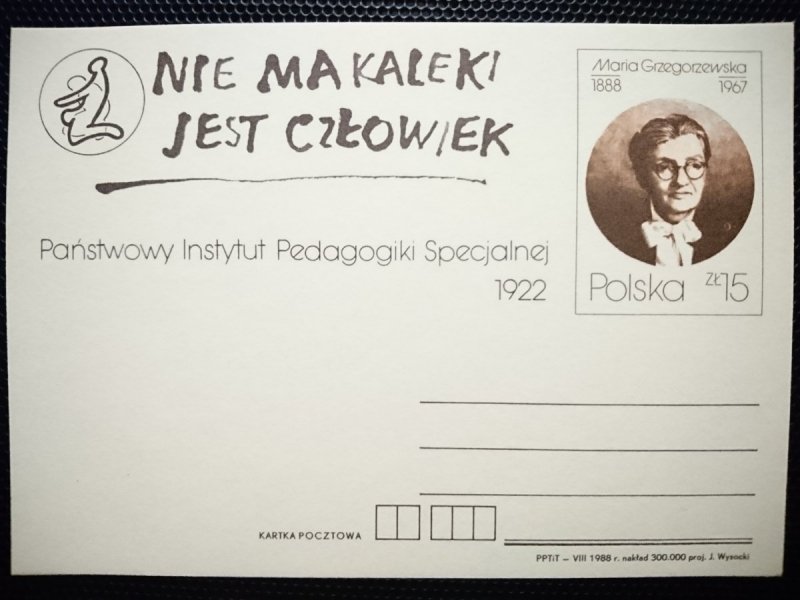 NIE MA KALEKI
JEST CZŁOWIEK
Maria Grzegorzewska
1888 1967
Państwowy Instytut Pedagogiki Specjalnej
1922
Polska ZŁ 15
KARTKA POCZTOWA
PPTiT – VIII 1988 r. nakład 300.000 proj. J. Wysocki